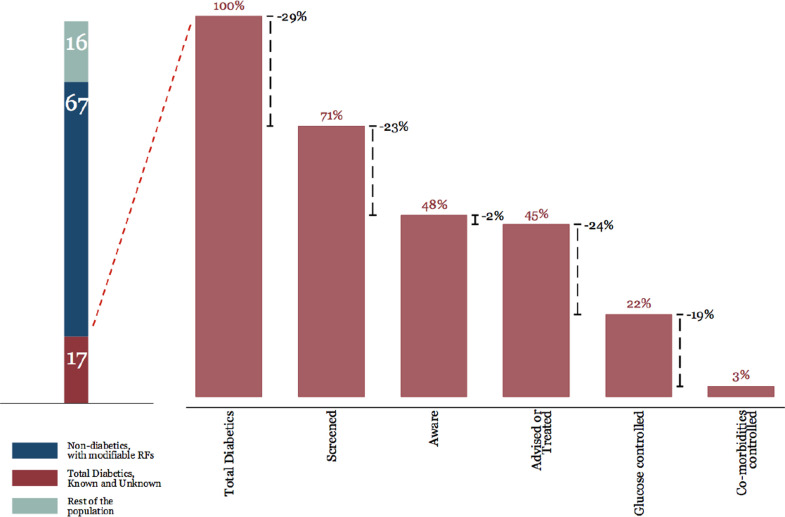 16
67
17
100%
-29%
71%
-23%
48%
-2%
45%
-24%
22%
-19%
3%
Total Diabetics
Screened
Aware
Advised or
Treated
Glucose controlled
Co-morbidities
controlled
Non-diabetics,
with modifiable RFs
Total Diabetics,
Known and Unknown
Rest of the
population